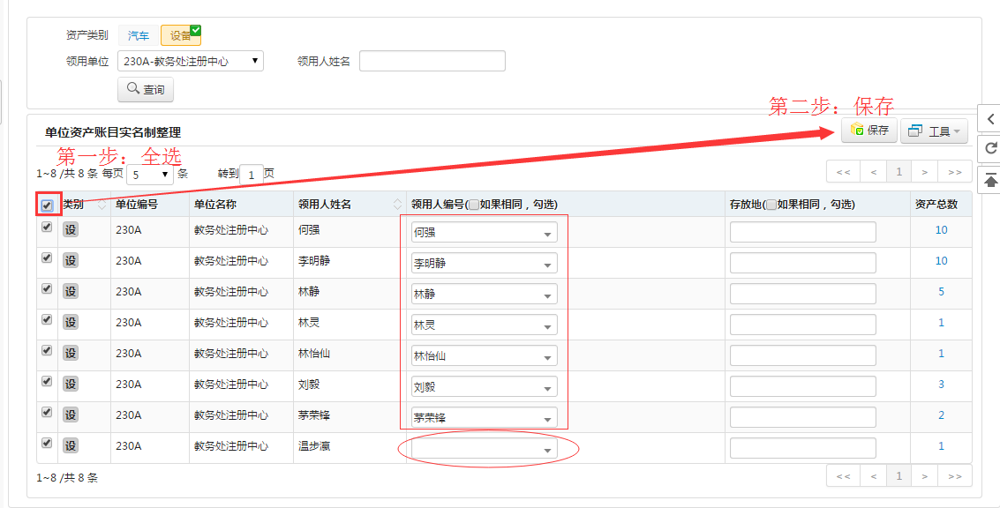 资产类别 汽车 设备
领用单位 230A-教务处注册中心 领用人姓名
查询
第二步：保存
单位资产账目实名制整理 保存 工具
第一步：全选
1~8 /共 8 条 每页 5 条 转到 1 页 << < 1 > >>
类别 单位编号 单位名称 领用人姓名 领用人编号(如果相同，勾选) 存放地(如果相同，勾选) 资产总数
设 230A 教务处注册中心 何强 何强 10
设 230A 教务处注册中心 李明静 李明静 10
设 230A 教务处注册中心 林静 林静 5
设 230A 教务处注册中心 林灵 林灵 1
设 230A 教务处注册中心 林怡仙 林怡仙 1
设 230A 教务处注册中心 刘毅 刘毅 3
设 230A 教务处注册中心 茅荣锋 茅荣锋 2
设 230A 教务处注册中心 温步瀛 1
1~8 /共 8 条 << < 1 > >>